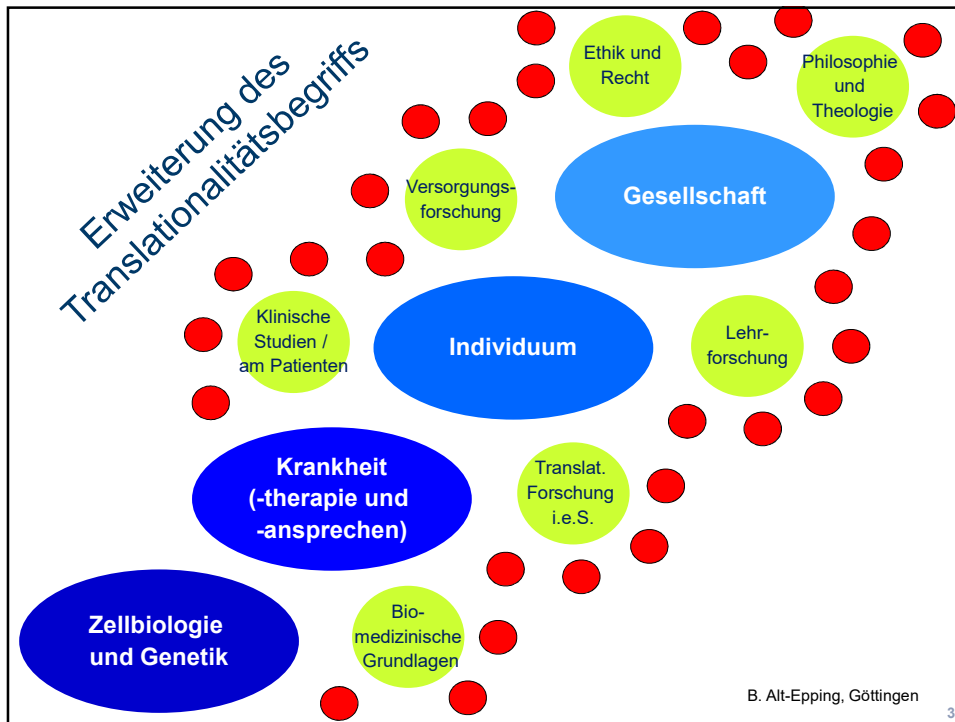 Erweiterung des
Translationalitätsbegriffs
Ethik und
Recht
Philosophie
und
Theologie
Versorgungs-
forschung
Gesellschaft
Klinische
Studien /
am Patienten
Individuum
Lehr-
forschung
Krankheit
(-therapie und
-ansprechen)
Translat.
Forschung
i.e.S.
Zellbiologie
und Genetik
Bio-
medizinische
Grundlagen
B. Alt-Epping, Göttingen
3